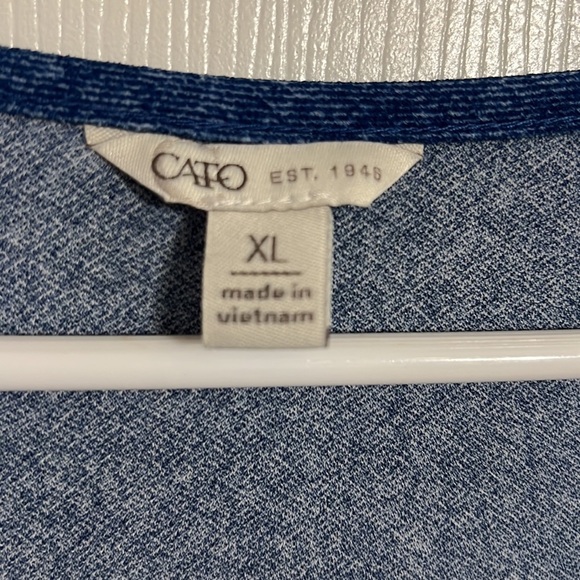 CATO EST. 1946
XL
made in
vietnam